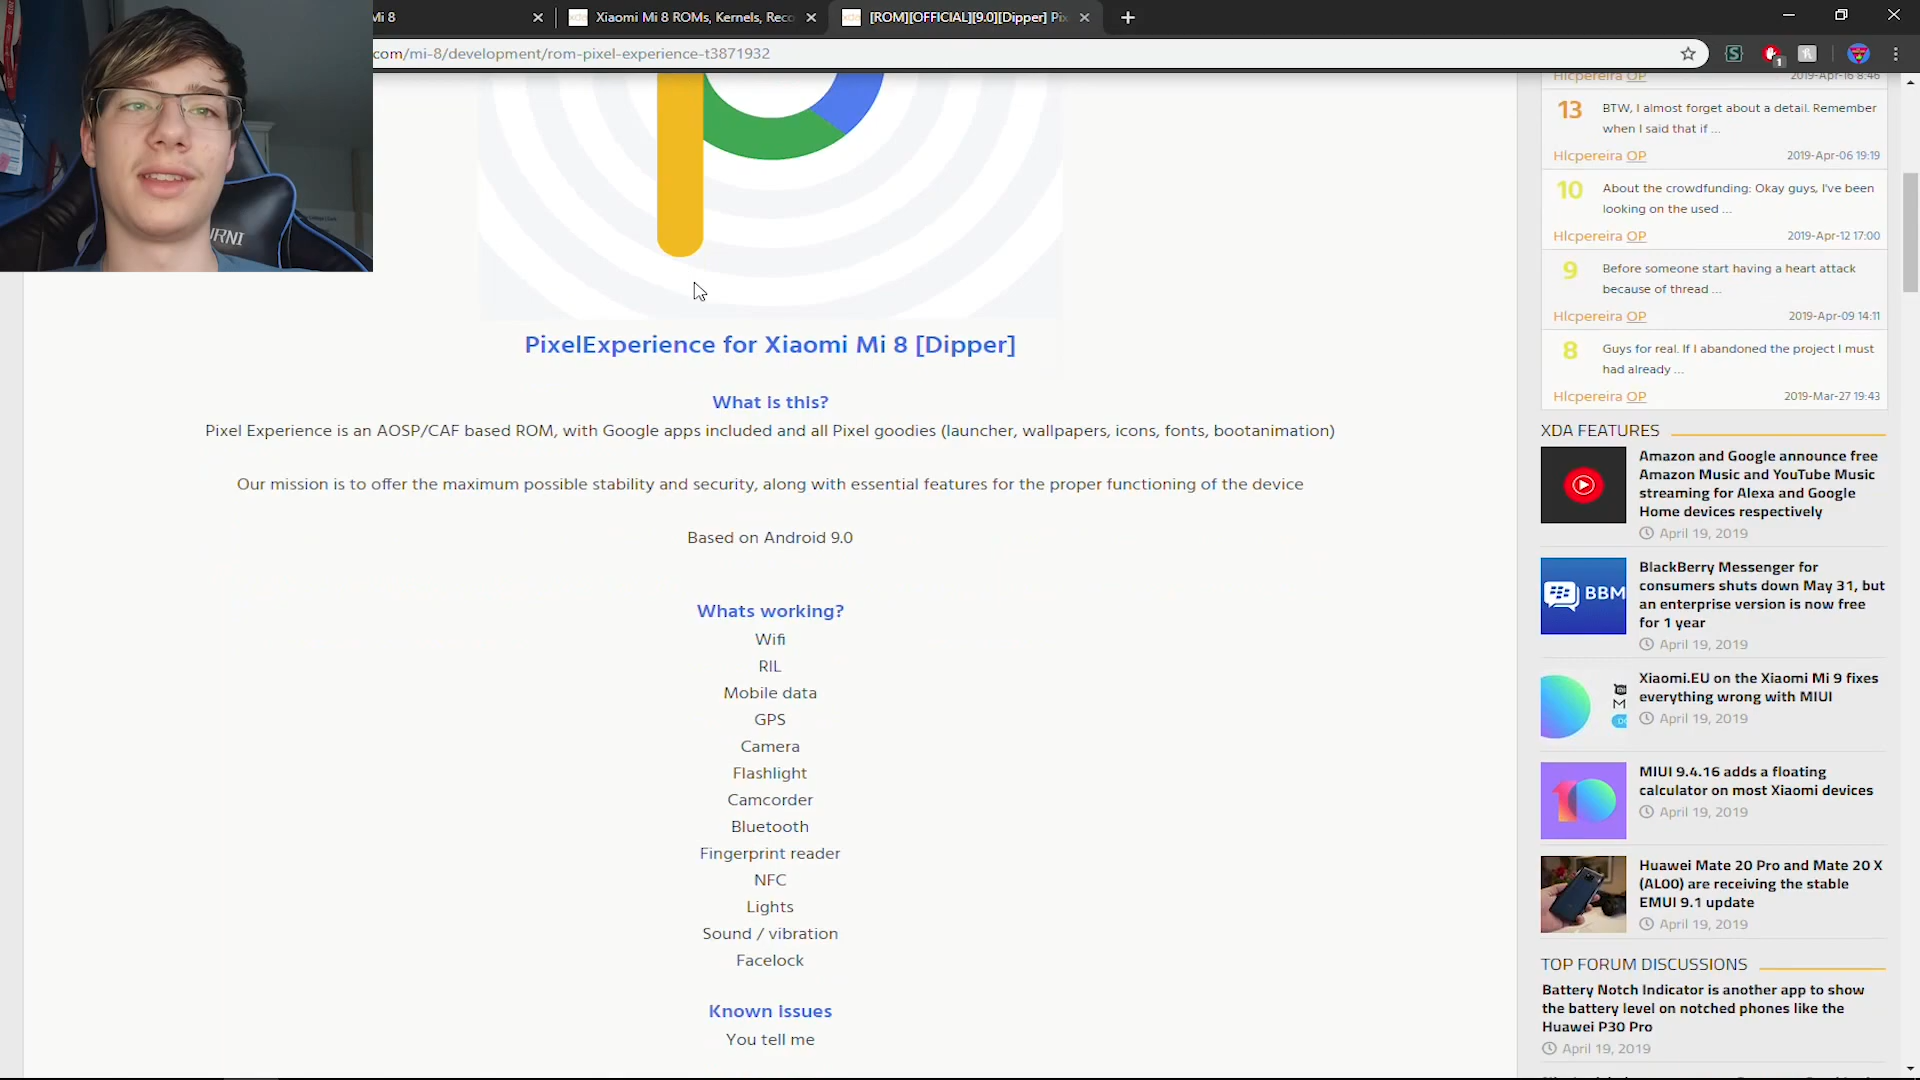 Mi 8
Xiaomi Mi 8 ROMs, Kernels, Reco
[ROM][OFFICIAL][9.0][Dipper] Pix
com/mi-8/development/rom-pixel-experience-t3871932
1
URNI
PixelExperience for Xiaomi Mi 8 [Dipper]
What is this?
Pixel Experience is an AOSP/CAF based ROM, with Google apps included and all Pixel goodies (launcher, wallpapers, icons, fonts, bootanimation)
Our mission is to offer the maximum possible stability and security, along with essential features for the proper functioning of the device
Based on Android 9.0
Whats working?
Wifi
RIL
Mobile data
GPS
Camera
Flashlight
Camcorder
Bluetooth
Fingerprint reader
NFC
Lights
Sound / vibration
Facelock
Known issues
You tell me
Hlcpereira OP 2019-Apr-16 8:46
13 BTW, I almost forget about a detail. Remember
when I said that if ...
Hlcpereira OP 2019-Apr-06 19:19
10 About the crowdfunding: Okay guys, I've been
looking on the used ...
Hlcpereira OP 2019-Apr-12 17:00
9 Before someone start having a heart attack
because of thread ...
Hlcpereira OP 2019-Apr-09 14:11
8 Guys for real. If I abandoned the project I must
had already ...
Hlcpereira OP 2019-Mar-27 19:43
XDA FEATURES
Amazon and Google announce free
Amazon Music and YouTube Music
streaming for Alexa and Google
Home devices respectively
April 19, 2019
BBM
BlackBerry Messenger for
consumers shuts down May 31, but
an enterprise version is now free
for 1 year
April 19, 2019
Xiaomi.EU on the Xiaomi Mi 9 fixes
everything wrong with MIUI
April 19, 2019
MIUI 9.4.16 adds a floating
calculator on most Xiaomi devices
April 19, 2019
Huawei Mate 20 Pro and Mate 20 X
(AL00) are receiving the stable
EMUI 9.1 update
April 19, 2019
TOP FORUM DISCUSSIONS
Battery Notch Indicator is another app to show
the battery level on notched phones like the
Huawei P30 Pro
April 19, 2019